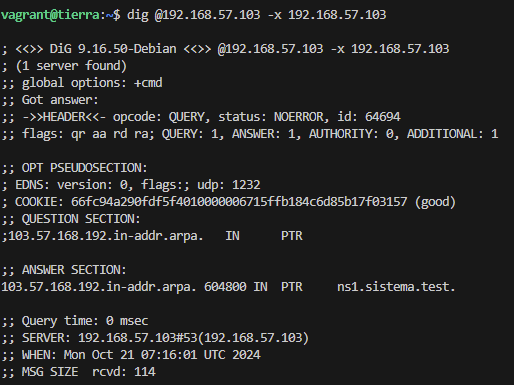 vagrant@tierra:~$ dig @192.168.57.103 -x 192.168.57.103

; <<>> DiG 9.16.50-Debian <<>> @192.168.57.103 -x 192.168.57.103
; (1 server found)
;; global options: +cmd
;; Got answer:
;; ->>HEADER<<- opcode: QUERY, status: NOERROR, id: 64694
;; flags: qr aa rd ra; QUERY: 1, ANSWER: 1, AUTHORITY: 0, ADDITIONAL: 1

;; OPT PSEUDOSECTION:
; EDNS: version: 0, flags:; udp: 1232
; COOKIE: 66fc94a290fdf5f4010000006715ffb184c6d85b17f03157 (good)
;; QUESTION SECTION:
;103.57.168.192.in-addr.arpa. IN PTR

;; ANSWER SECTION:
103.57.168.192.in-addr.arpa. 604800 IN PTR ns1.sistema.test.

;; Query time: 0 msec
;; SERVER: 192.168.57.103#53(192.168.57.103)
;; WHEN: Mon Oct 21 07:16:01 UTC 2024
;; MSG SIZE rcvd: 114